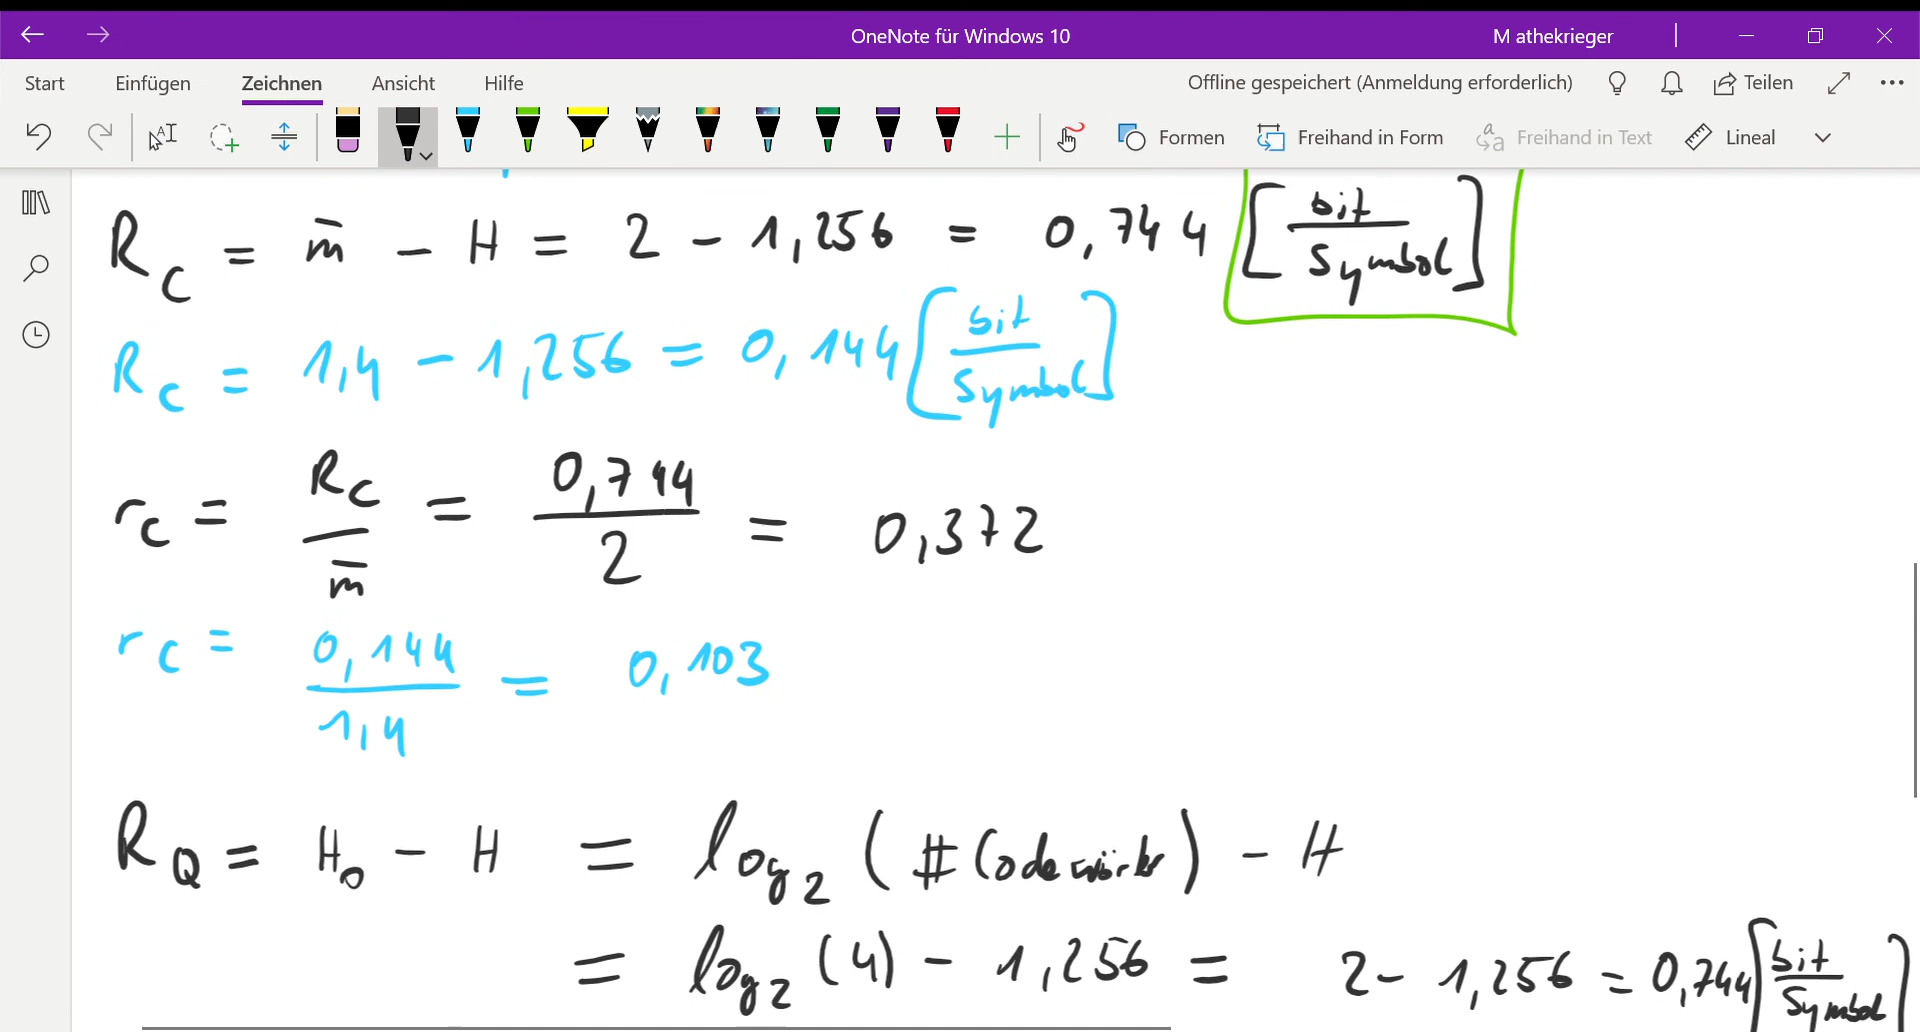 OneNote für Windows 10
M athekrieger
Start Einfügen Zeichnen Ansicht Hilfe
Offline gespeichert (Anmeldung erforderlich) Teilen
Formen Freihand in Form Freihand in Text Lineal
R_C = m̄ − H = 2 − 1,256 = 0,744 [bit/Symbol]
R_C = 1,4 − 1,256 = 0,144 [bit/Symbol]
r_C = R_C/m̄ = 0,744/2 = 0,372
r_C = 0,144/1,4 = 0,103
R_Q = H_0 − H = log_2 (# Codewörter) − H
= log_2 (4) − 1,256 = 2 − 1,256 = 0,744 [bit/Symbol]